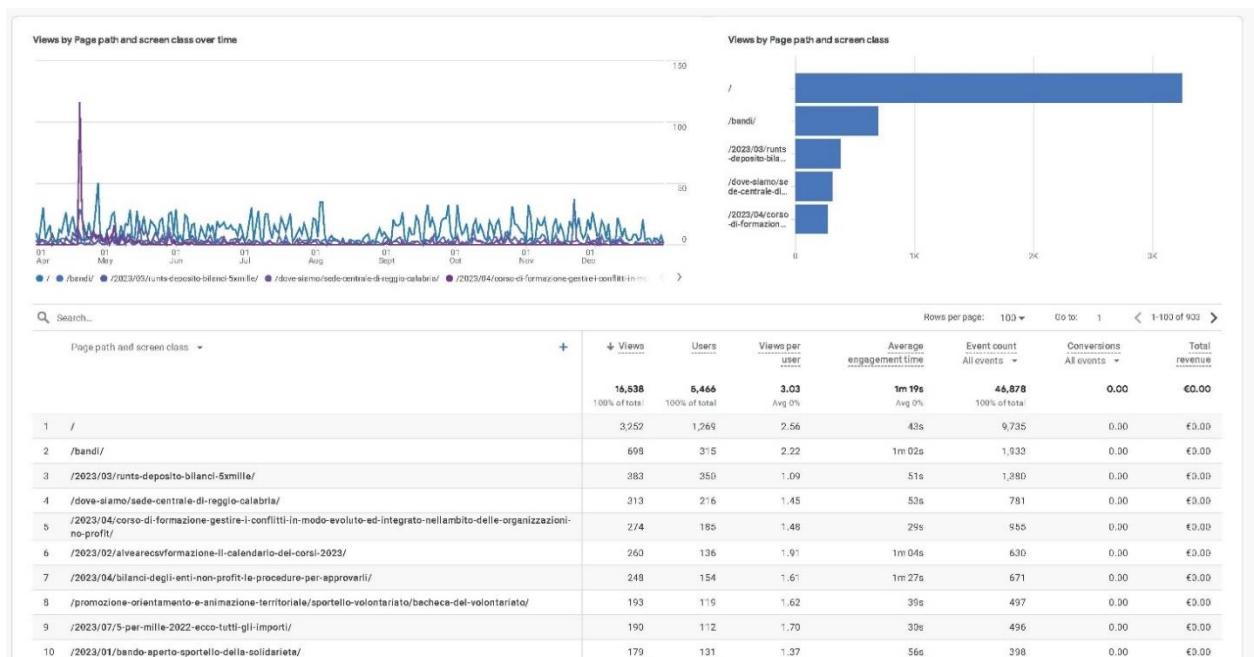 Views by Page path and screen class over time
150
100
50
0
01 Apr
01 May
01 Jun
01 Jul
01 Aug
01 Sept
01 Oct
01 Nov
01 Dec
/ /bandi/ /2023/03/runts-deposito-bilanci-5xmille/ /dove-siamo/sede-centrale-di-reggio-calabria/ /2023/04/corso-di-formazione-gestire-i-conflitti-in-mo
Views by Page path and screen class
/
/bandi/
/2023/03/runts
-deposito-bila...
/dove-siamo/se
de-centrale-di...
/2023/04/corso
-di-formazion...
0 1K 2K 3K
Search...
Rows per page: 100 Go to: 1 1-100 of 903
Page path and screen class + Views Users Views per user Average engagement time Event count All events Conversions All events Total revenue
16,538 5,466 3.03 1m 19s 46,878 0.00 €0.00
100% of total 100% of total Avg 0% Avg 0% 100% of total
1 / 3,252 1,269 2.56 43s 9,735 0.00 €0.00
2 /bandi/ 698 315 2.22 1m 02s 1,933 0.00 €0.00
3 /2023/03/runts-deposito-bilanci-5xmille/ 383 350 1.09 51s 1,380 0.00 €0.00
4 /dove-siamo/sede-centrale-di-reggio-calabria/ 313 216 1.45 53s 781 0.00 €0.00
5 /2023/04/corso-di-formazione-gestire-i-conflitti-in-modo-evoluto-ed-integrato-nellambito-delle-organizzazioni-
no-profit/ 274 185 1.48 29s 955 0.00 €0.00
6 /2023/02/alvearecsvformazione-il-calendario-dei-corsi-2023/ 260 136 1.91 1m 04s 630 0.00 €0.00
7 /2023/04/bilanci-degli-enti-non-profit-le-procedure-per-approvarli/ 248 154 1.61 1m 27s 671 0.00 €0.00
8 /promozione-orientamento-e-animazione-territoriale/sportello-volontariato/bacheca-del-volontariato/ 193 119 1.62 39s 497 0.00 €0.00
9 /2023/07/5-per-mille-2022-ecco-tutti-gli-importi/ 190 112 1.70 30s 496 0.00 €0.00
10 /2023/01/bando-aperto-sportello-della-solidarieta/ 179 131 1.37 56s 398 0.00 €0.00